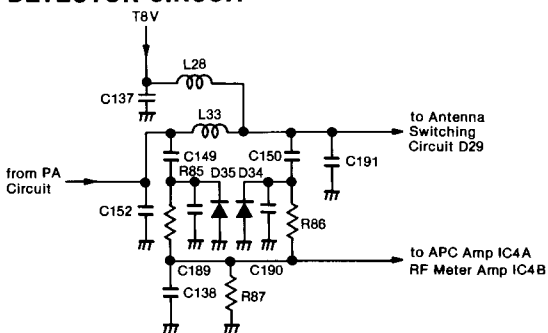 DETECTOR CIRCUIT
T8V
L28
C137
L33
to Antenna
Switching
Circuit D29
C149
C150
C191
from PA
Circuit
R85
D35
D34
C152
R86
to APC Amp IC4A
RF Meter Amp IC4B
C189
C190
C138
R87